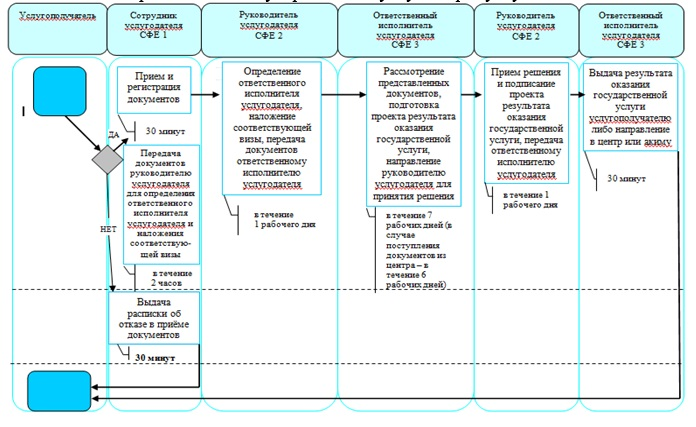 Услугополучатель
Сотрудник
услугодателя
СФЕ 1
Руководитель
услугодателя
СФЕ 2
Ответственный
исполнитель
услугодателя
СФЕ 3
Руководитель
услугодателя
СФЕ 2
Ответственный
исполнитель
услугодателя
СФЕ 3
ДА
НЕТ
Прием и
регистрация
документов
30 минут
Передача
документов
руководителю
услугодателя
для определения
ответственного
исполнителя
услугодателя и
наложения
соответствую-
щей визы
в течение
2 часов
Выдача
расписки об
отказе в приёме
документов
30 минут
Определение
ответственного
исполнителя
услугодателя,
наложение
соответствующей
визы, передача
документов
ответственному
исполнителю
услугодателя
в течение
1 рабочего дня
Рассмотрение
представленных
документов,
подготовка
проекта результата
оказания
государственной
услуги,
направление
руководителю
услугодателя для
принятия решения
в течение 7
рабочих дней (в
случае
поступления
документов из
центра – в
течение 6
рабочих дней)
Прием решения
и подписание
проекта
результата
оказания
государственной
услуги, передача
ответственному
исполнителю
услугодателя
в течение 1
рабочего дня
Выдача результата
оказания
государственной
услуги
услугополучателю
либо направление
в центр или акиму
30 минут